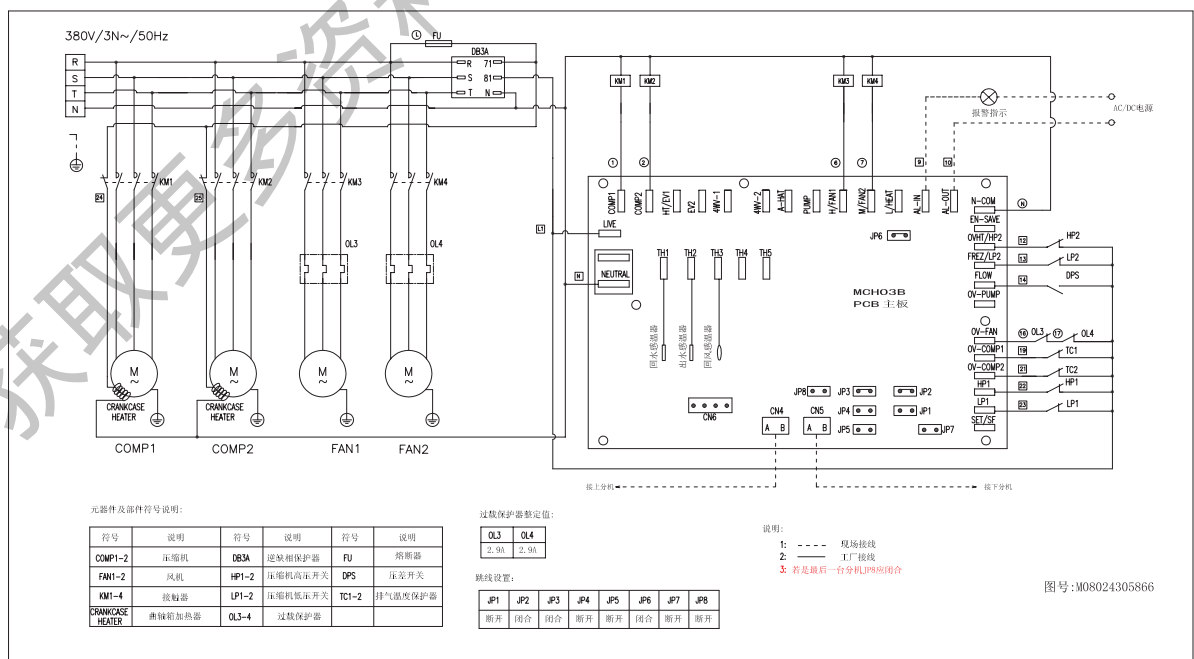 获取更多资料
380V/3N~/50Hz
R
S
T
N
L
FU
DB3A
R 71
S 81
T N
KM1
KM2
KM3
KM4
24
25
OL3
OL4
M
~
M
~
M
~
M
~
CRANKCASE
HEATER
CRANKCASE
HEATER
COMP1
COMP2
FAN1
FAN2
KM1
KM2
KM3
KM4
报警指示
AC/DC电源
1
2
6
7
9
10
COMP1
COMP2
HT/EV1
EV2
4WV-1
4WV-2
A-HAT
PUMP
H/FAN1
M/FAN2
L/HEAT
AL-IN
AL-OUT
L1
LIVE
N
NEUTRAL
TH1
TH2
TH3
TH4
TH5
回水感温器
出水感温器
回风感温器
JP6
MCH03B
PCB 主板
N-COM
N
EN-SAVE
OVHT/HP2
12
HP2
FREZ/LP2
13
LP2
FLOW
14
DPS
OV-PUMP
OV-FAN
16
OL3
17
OL4
OV-COMP1
19
TC1
OV-COMP2
21
TC2
HP1
22
HP1
LP1
23
LP1
SET/SF
JP8
JP3
JP2
JP4
JP1
JP5
JP7
CN6
CN4
A B
CN5
A B
接上分机
接下分机
元器件及部件符号说明:
符号 说明 符号 说明 符号 说明
COMP1-2 压缩机 DB3A 逆缺相保护器 FU 熔断器
FAN1-2 风机 HP1-2 压缩机高压开关 DPS 压差开关
KM1-4 接触器 LP1-2 压缩机低压开关 TC1-2 排气温度保护器
CRANKCASE
HEATER 曲轴箱加热器 OL3-4 过载保护器
过载保护器整定值:
OL3 OL4
2.9A 2.9A
跳线设置:
JP1 JP2 JP3 JP4 JP5 JP6 JP7 JP8
断开 闭合 闭合 断开 断开 闭合 断开 断开
说明:
1: ---- 现场接线
2: —— 工厂接线
3: 若是最后一台分机JP8应闭合
图号:M08024305866